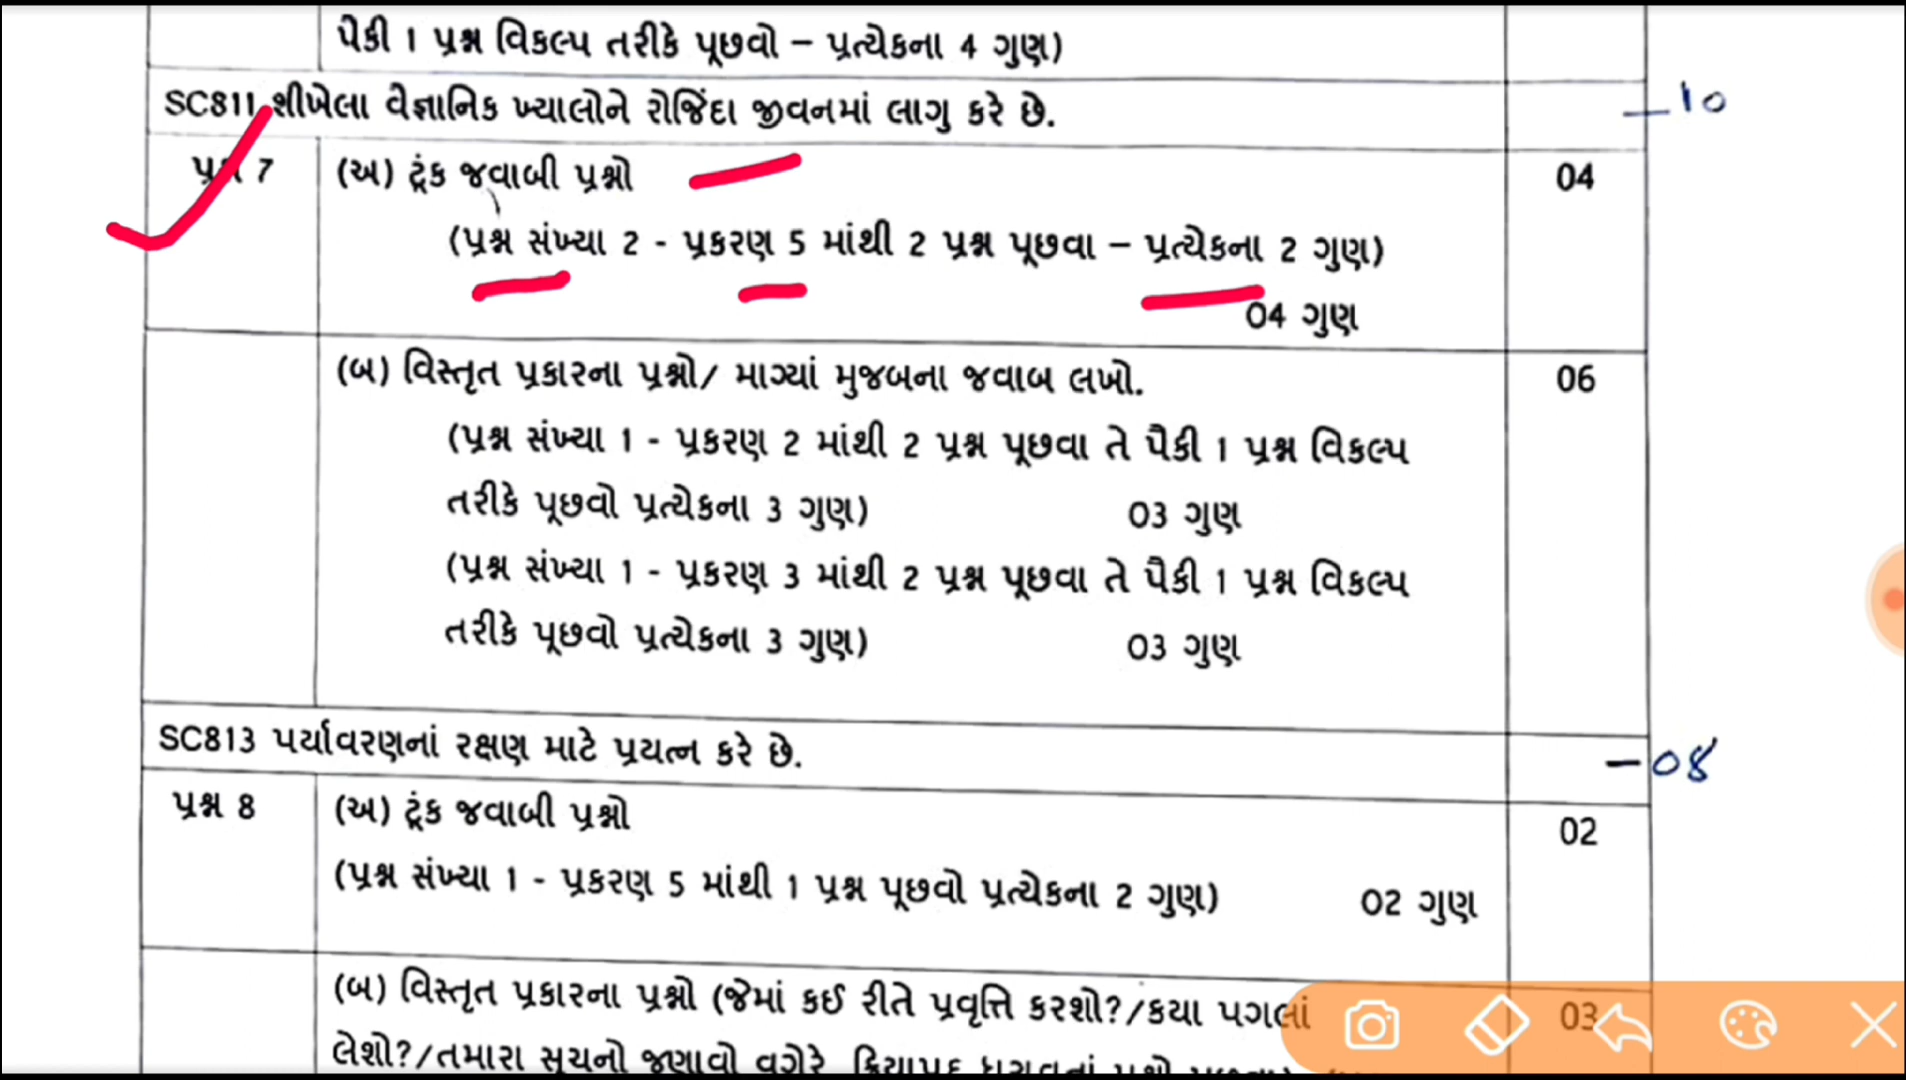 પૈકી 1 પ્રશ્ન વિકલ્પ તરીકે પૂછવો – પ્રત્યેકના 4 ગુણ)
SC811 શીખેલા વૈજ્ઞાનિક ખ્યાલોને રોજિંદા જીવનમાં લાગુ કરે છે.
– 10
પ્રશ્ન 7 (અ) ટૂંક જવાબી પ્રશ્નો 04
(પ્રશ્ન સંખ્યા 2 - પ્રકરણ 5 માંથી 2 પ્રશ્ન પૂછવા – પ્રત્યેકના 2 ગુણ)
04 ગુણ
(બ) વિસ્તૃત પ્રકારના પ્રશ્નો/ માગ્યાં મુજબના જવાબ લખો. 06
(પ્રશ્ન સંખ્યા 1 - પ્રકરણ 2 માંથી 2 પ્રશ્ન પૂછવા તે પૈકી 1 પ્રશ્ન વિકલ્પ
તરીકે પૂછવો પ્રત્યેકના 3 ગુણ) 03 ગુણ
(પ્રશ્ન સંખ્યા 1 - પ્રકરણ 3 માંથી 2 પ્રશ્ન પૂછવા તે પૈકી 1 પ્રશ્ન વિકલ્પ
તરીકે પૂછવો પ્રત્યેકના 3 ગુણ) 03 ગુણ
SC813 પર્યાવરણનાં રક્ષણ માટે પ્રયત્ન કરે છે.
– 08
પ્રશ્ન 8 (અ) ટૂંક જવાબી પ્રશ્નો 02
(પ્રશ્ન સંખ્યા 1 - પ્રકરણ 5 માંથી 1 પ્રશ્ન પૂછવો પ્રત્યેકના 2 ગુણ) 02 ગુણ
(બ) વિસ્તૃત પ્રકારના પ્રશ્નો (જેમાં કઈ રીતે પ્રવૃત્તિ કરશો?/કયા પગલાં 03
લેશો?/તમારા સૂચનો જણાવો વગેરે